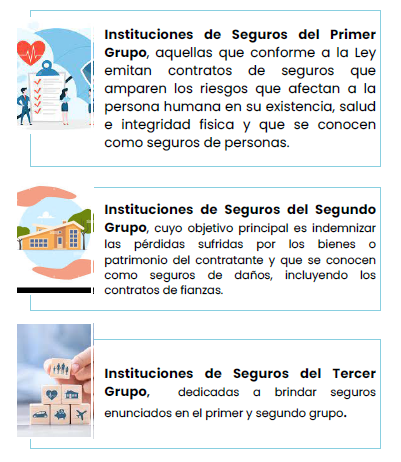 Instituciones de Seguros del Primer
Grupo, aquellas que conforme a la Ley
emitan contratos de seguros que
amparen los riesgos que afectan a la
persona humana en su existencia, salud
e integridad fisica y que se conocen
como seguros de personas.
Instituciones de Seguros del Segundo
Grupo, cuyo objetivo principal es indemnizar
las pérdidas sufridas por los bienes o
patrimonio del contratante y que se conocen
como seguros de daños, incluyendo los
contratos de fianzas.
Instituciones de Seguros del Tercer
Grupo, dedicadas a brindar seguros
enunciados en el primer y segundo grupo.